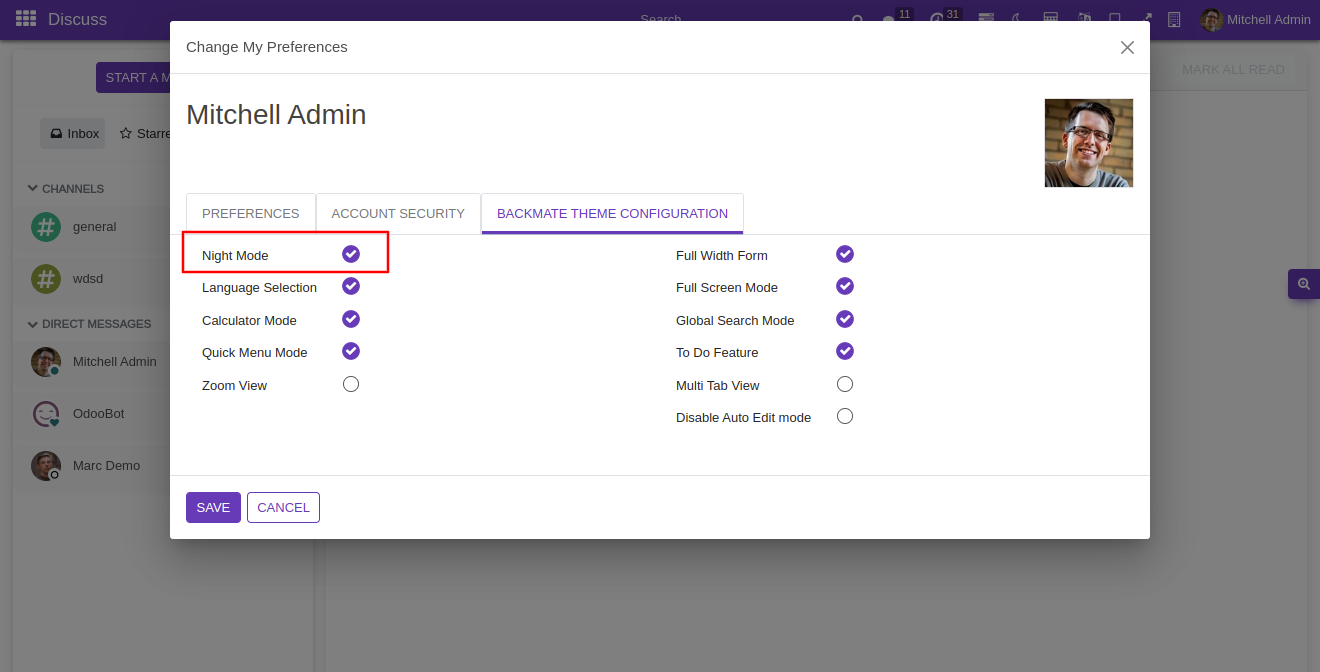 Discuss
Search
11
31
Mitchell Admin
Change My Preferences
START A M
MARK ALL READ
Mitchell Admin
Inbox
Starre
PREFERENCES
ACCOUNT SECURITY
BACKMATE THEME CONFIGURATION
CHANNELS
general
wdsd
DIRECT MESSAGES
Mitchell Admin
OdooBot
Marc Demo
Night Mode
Language Selection
Calculator Mode
Quick Menu Mode
Zoom View
Full Width Form
Full Screen Mode
Global Search Mode
To Do Feature
Multi Tab View
Disable Auto Edit mode
SAVE
CANCEL